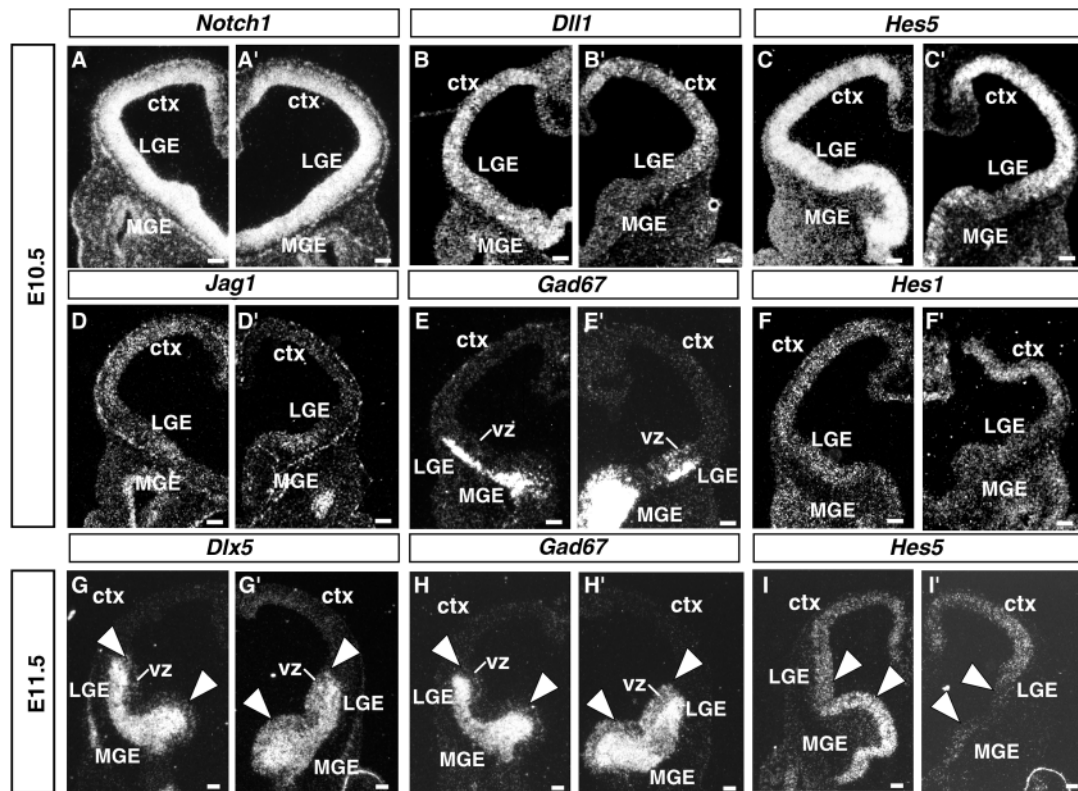 Notch1
Dll1
Hes5
E10.5
A
ctx
LGE
MGE
A'
ctx
LGE
MGE
B
ctx
LGE
MGE
B'
ctx
LGE
MGE
C
ctx
LGE
MGE
C'
ctx
LGE
MGE
Jag1
Gad67
Hes1
D
ctx
LGE
MGE
D'
ctx
LGE
MGE
E
ctx
vz
LGE
MGE
E'
ctx
vz
LGE
MGE
F
ctx
LGE
MGE
F'
ctx
LGE
MGE
Dlx5
Gad67
Hes5
E11.5
G
ctx
vz
LGE
MGE
G'
ctx
vz
LGE
MGE
H
ctx
vz
LGE
MGE
H'
ctx
vz
LGE
MGE
I
ctx
LGE
MGE
I'
ctx
LGE
MGE